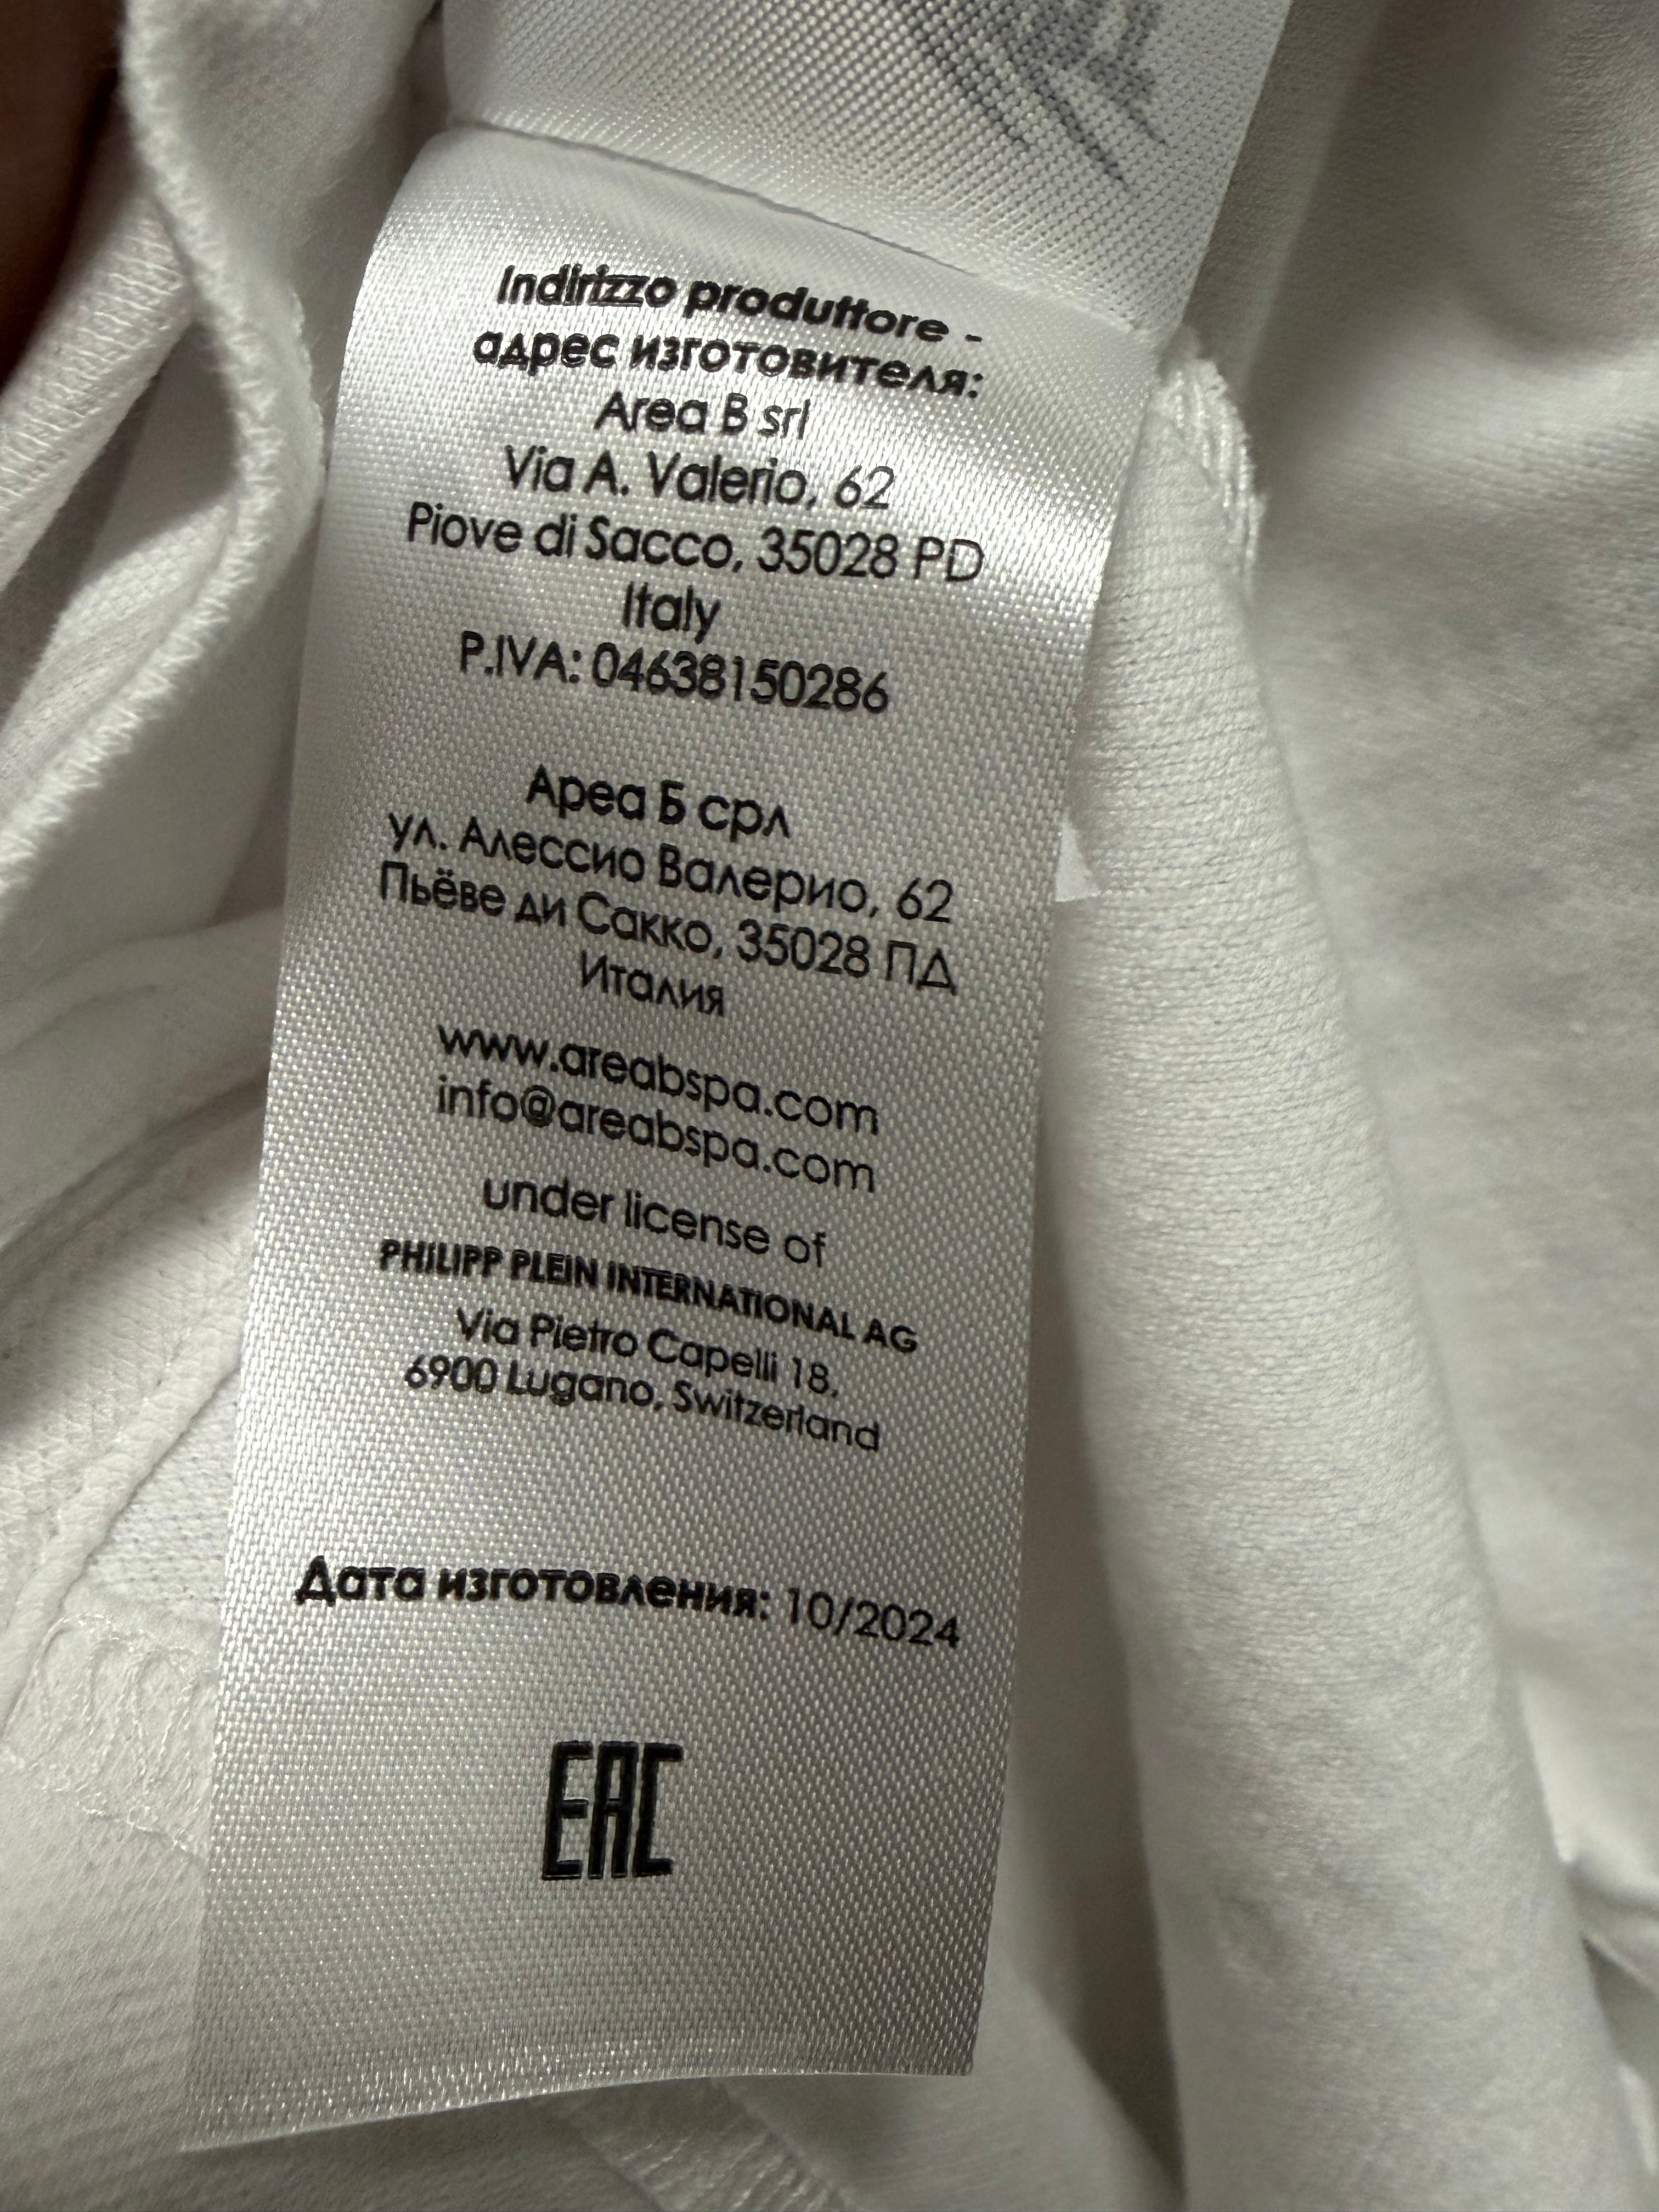 Indirizzo produttore -
адрес изготовителя:
Area B srl
Via A. Valerio, 62
Piove di Sacco, 35028 PD
Italy
P.IVA: 04638150286
Ареа Б срл
ул. Алессио Валерио, 62
Пьёве ди Сакко, 35028 ПД
Италия
www.areabspa.com
info@areabspa.com
under license of
PHILIPP PLEIN INTERNATIONAL AG
Via Pietro Capelli 18,
6900 Lugano, Switzerland
Дата изготовления: 10/2024
EAC